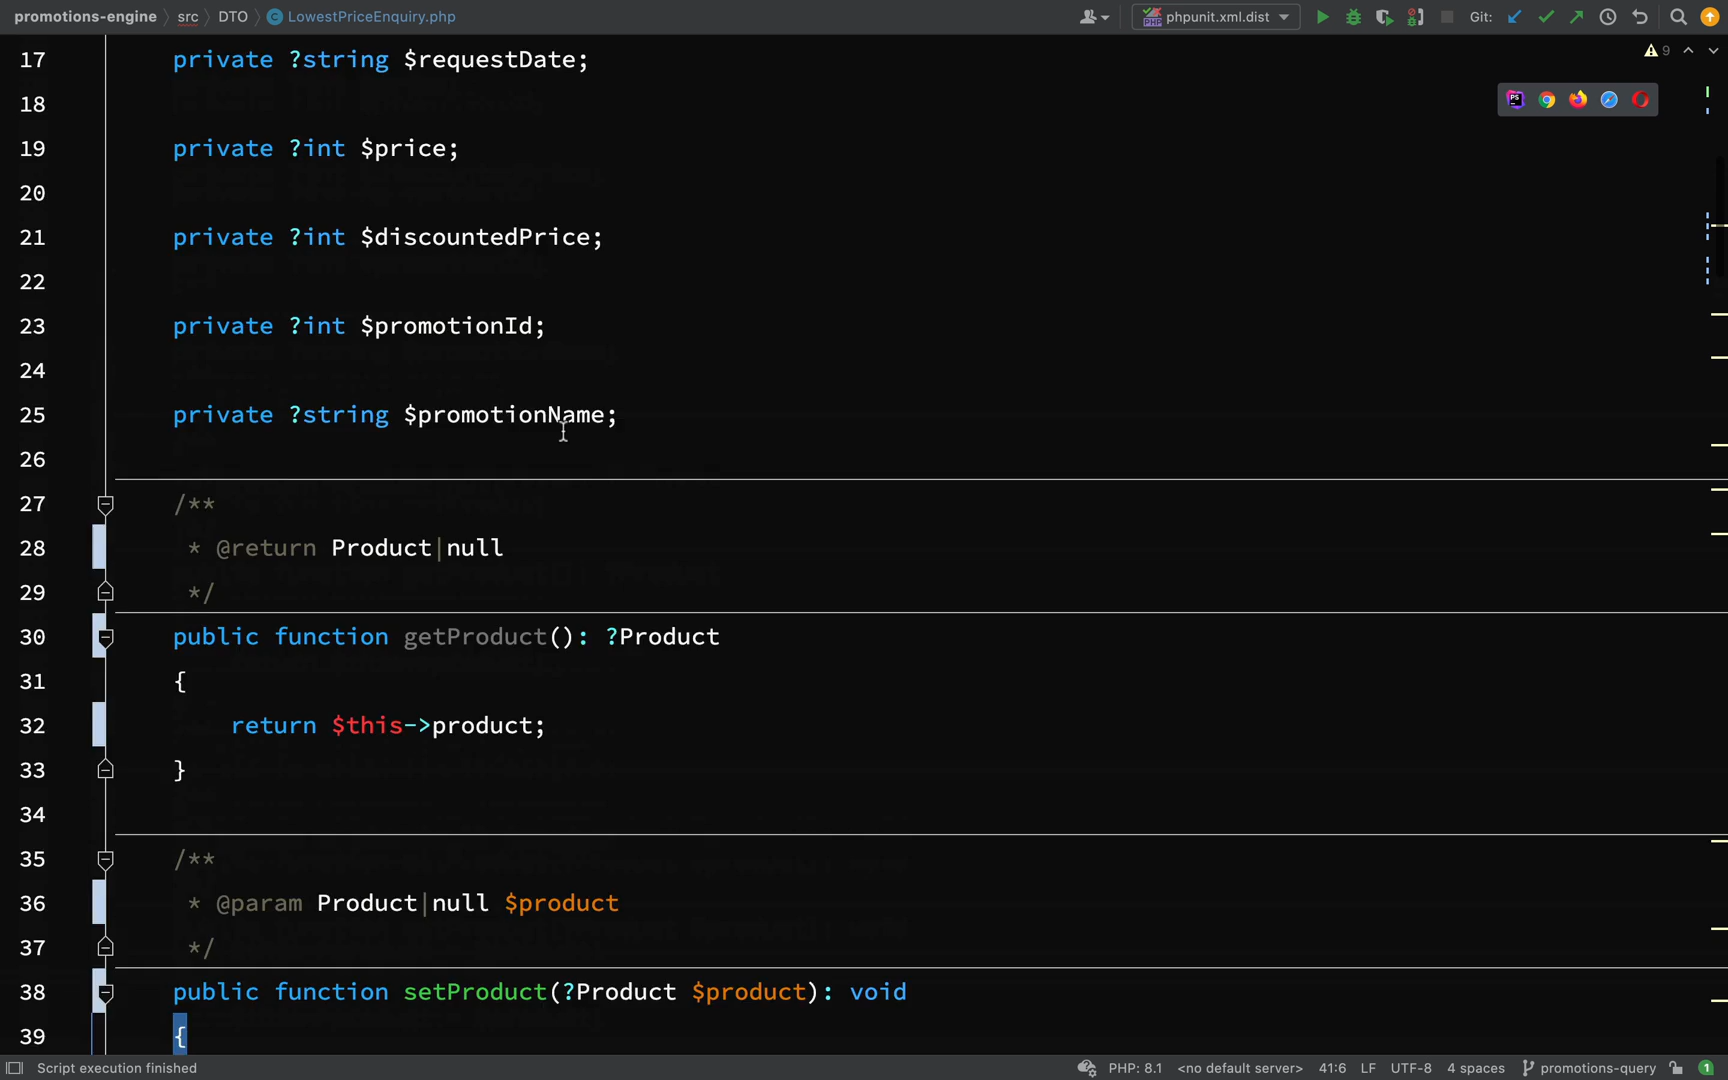 promotions-engine src DTO LowestPriceEnquiry.php phpunit.xml.dist Git:
17 private ?string $requestDate; 9
18
19 private ?int $price;
20
21 private ?int $discountedPrice;
22
23 private ?int $promotionId;
24
25 private ?string $promotionName;
26
27 /**
28 * @return Product|null
29 */
30 public function getProduct(): ?Product
31 {
32 return $this->product;
33 }
34
35 /**
36 * @param Product|null $product
37 */
38 public function setProduct(?Product $product): void
39 {
Script execution finished PHP: 8.1 <no default server> 41:6 LF UTF-8 4 spaces promotions-query 1